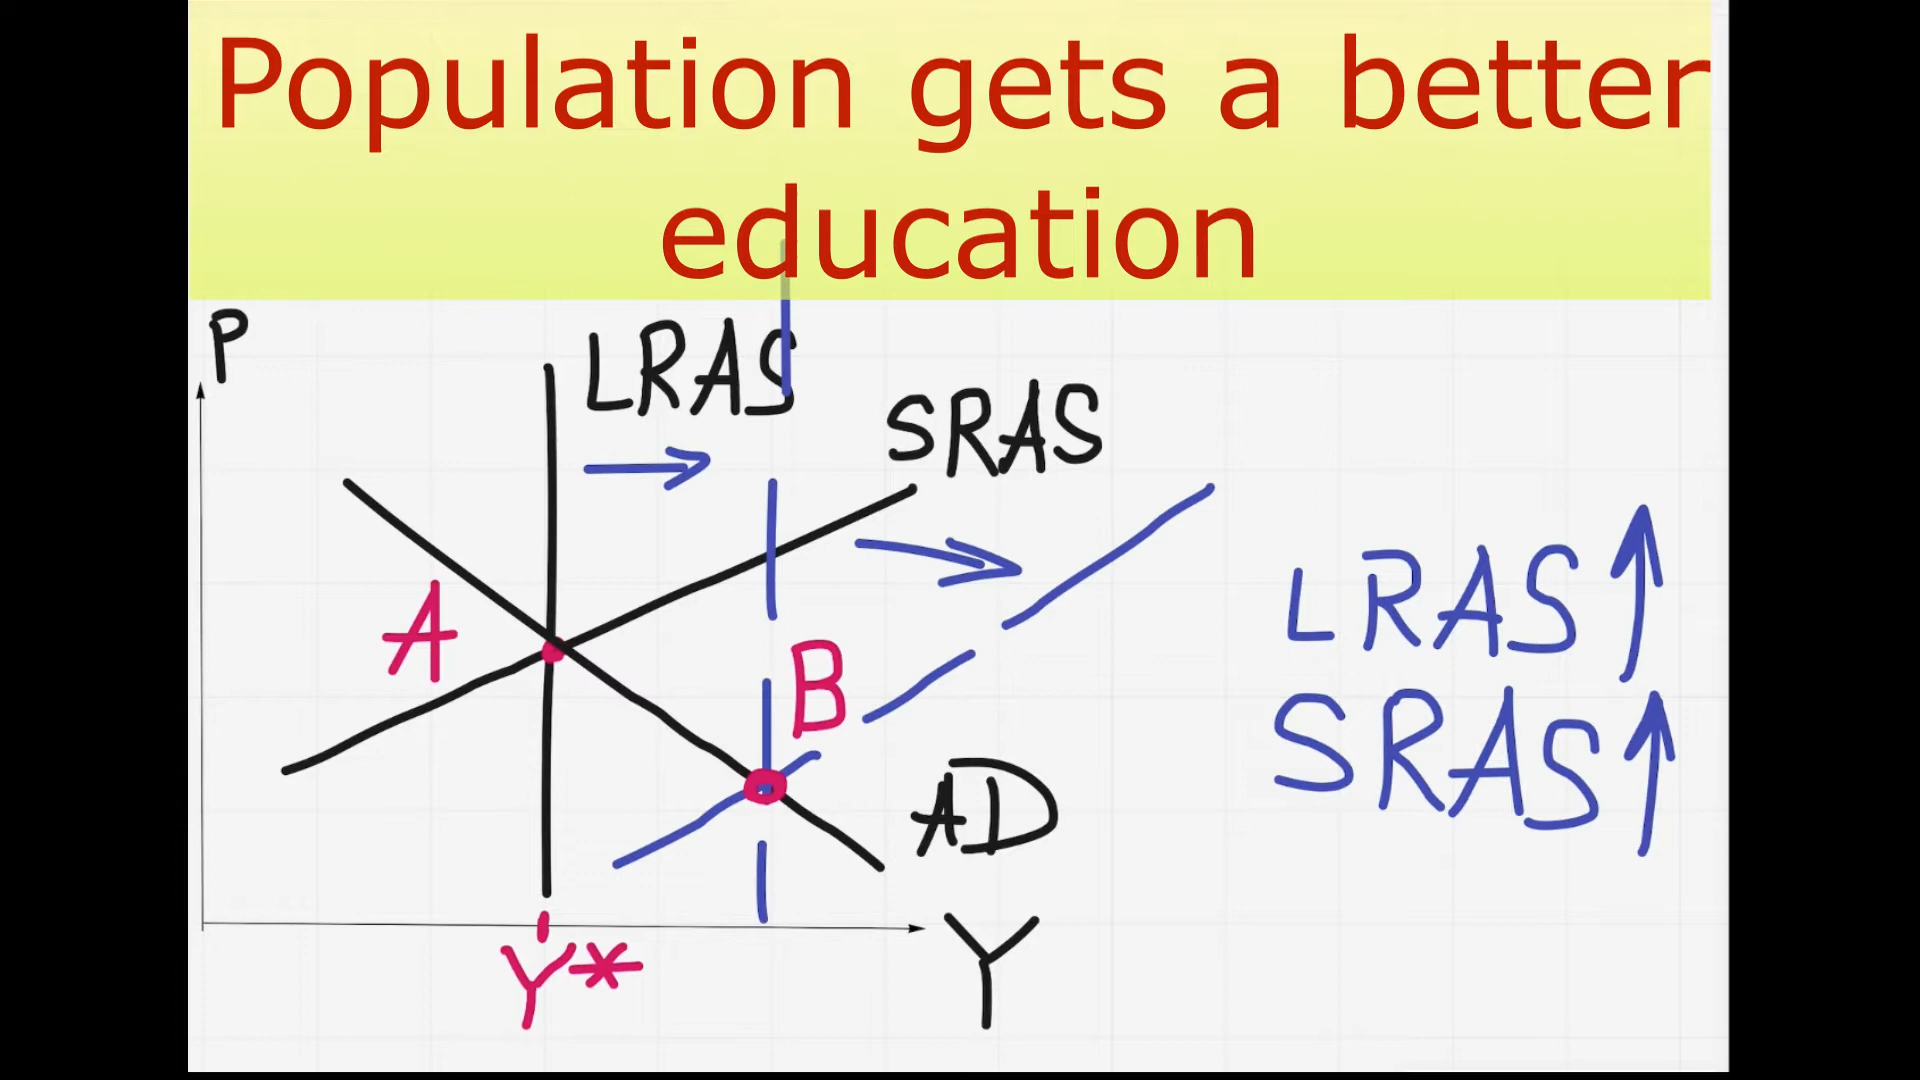 Population gets a better
education
P
LRAS
SRAS
A
B
LRAS↑
SRAS↑
AD
Y
Y*